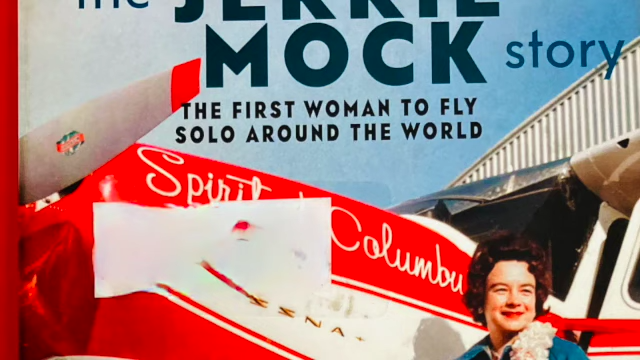 the JERRIE
MOCK story
THE FIRST WOMAN TO FLY
SOLO AROUND THE WORLD
Spirit
Columbu